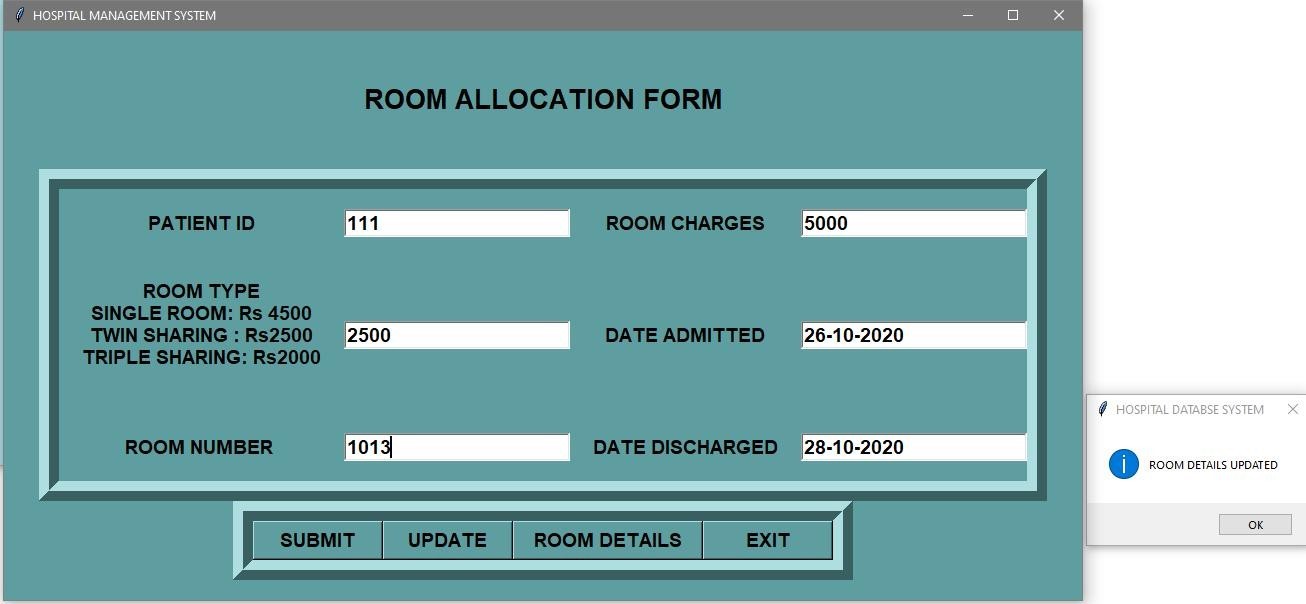 HOSPITAL MANAGEMENT SYSTEM
ROOM ALLOCATION FORM
PATIENT ID 111 ROOM CHARGES 5000
ROOM TYPE
SINGLE ROOM: Rs 4500
TWIN SHARING : Rs2500 2500 DATE ADMITTED 26-10-2020
TRIPLE SHARING: Rs2000
ROOM NUMBER 1013 DATE DISCHARGED 28-10-2020
SUBMIT UPDATE ROOM DETAILS EXIT
HOSPITAL DATABSE SYSTEM
ROOM DETAILS UPDATED
OK